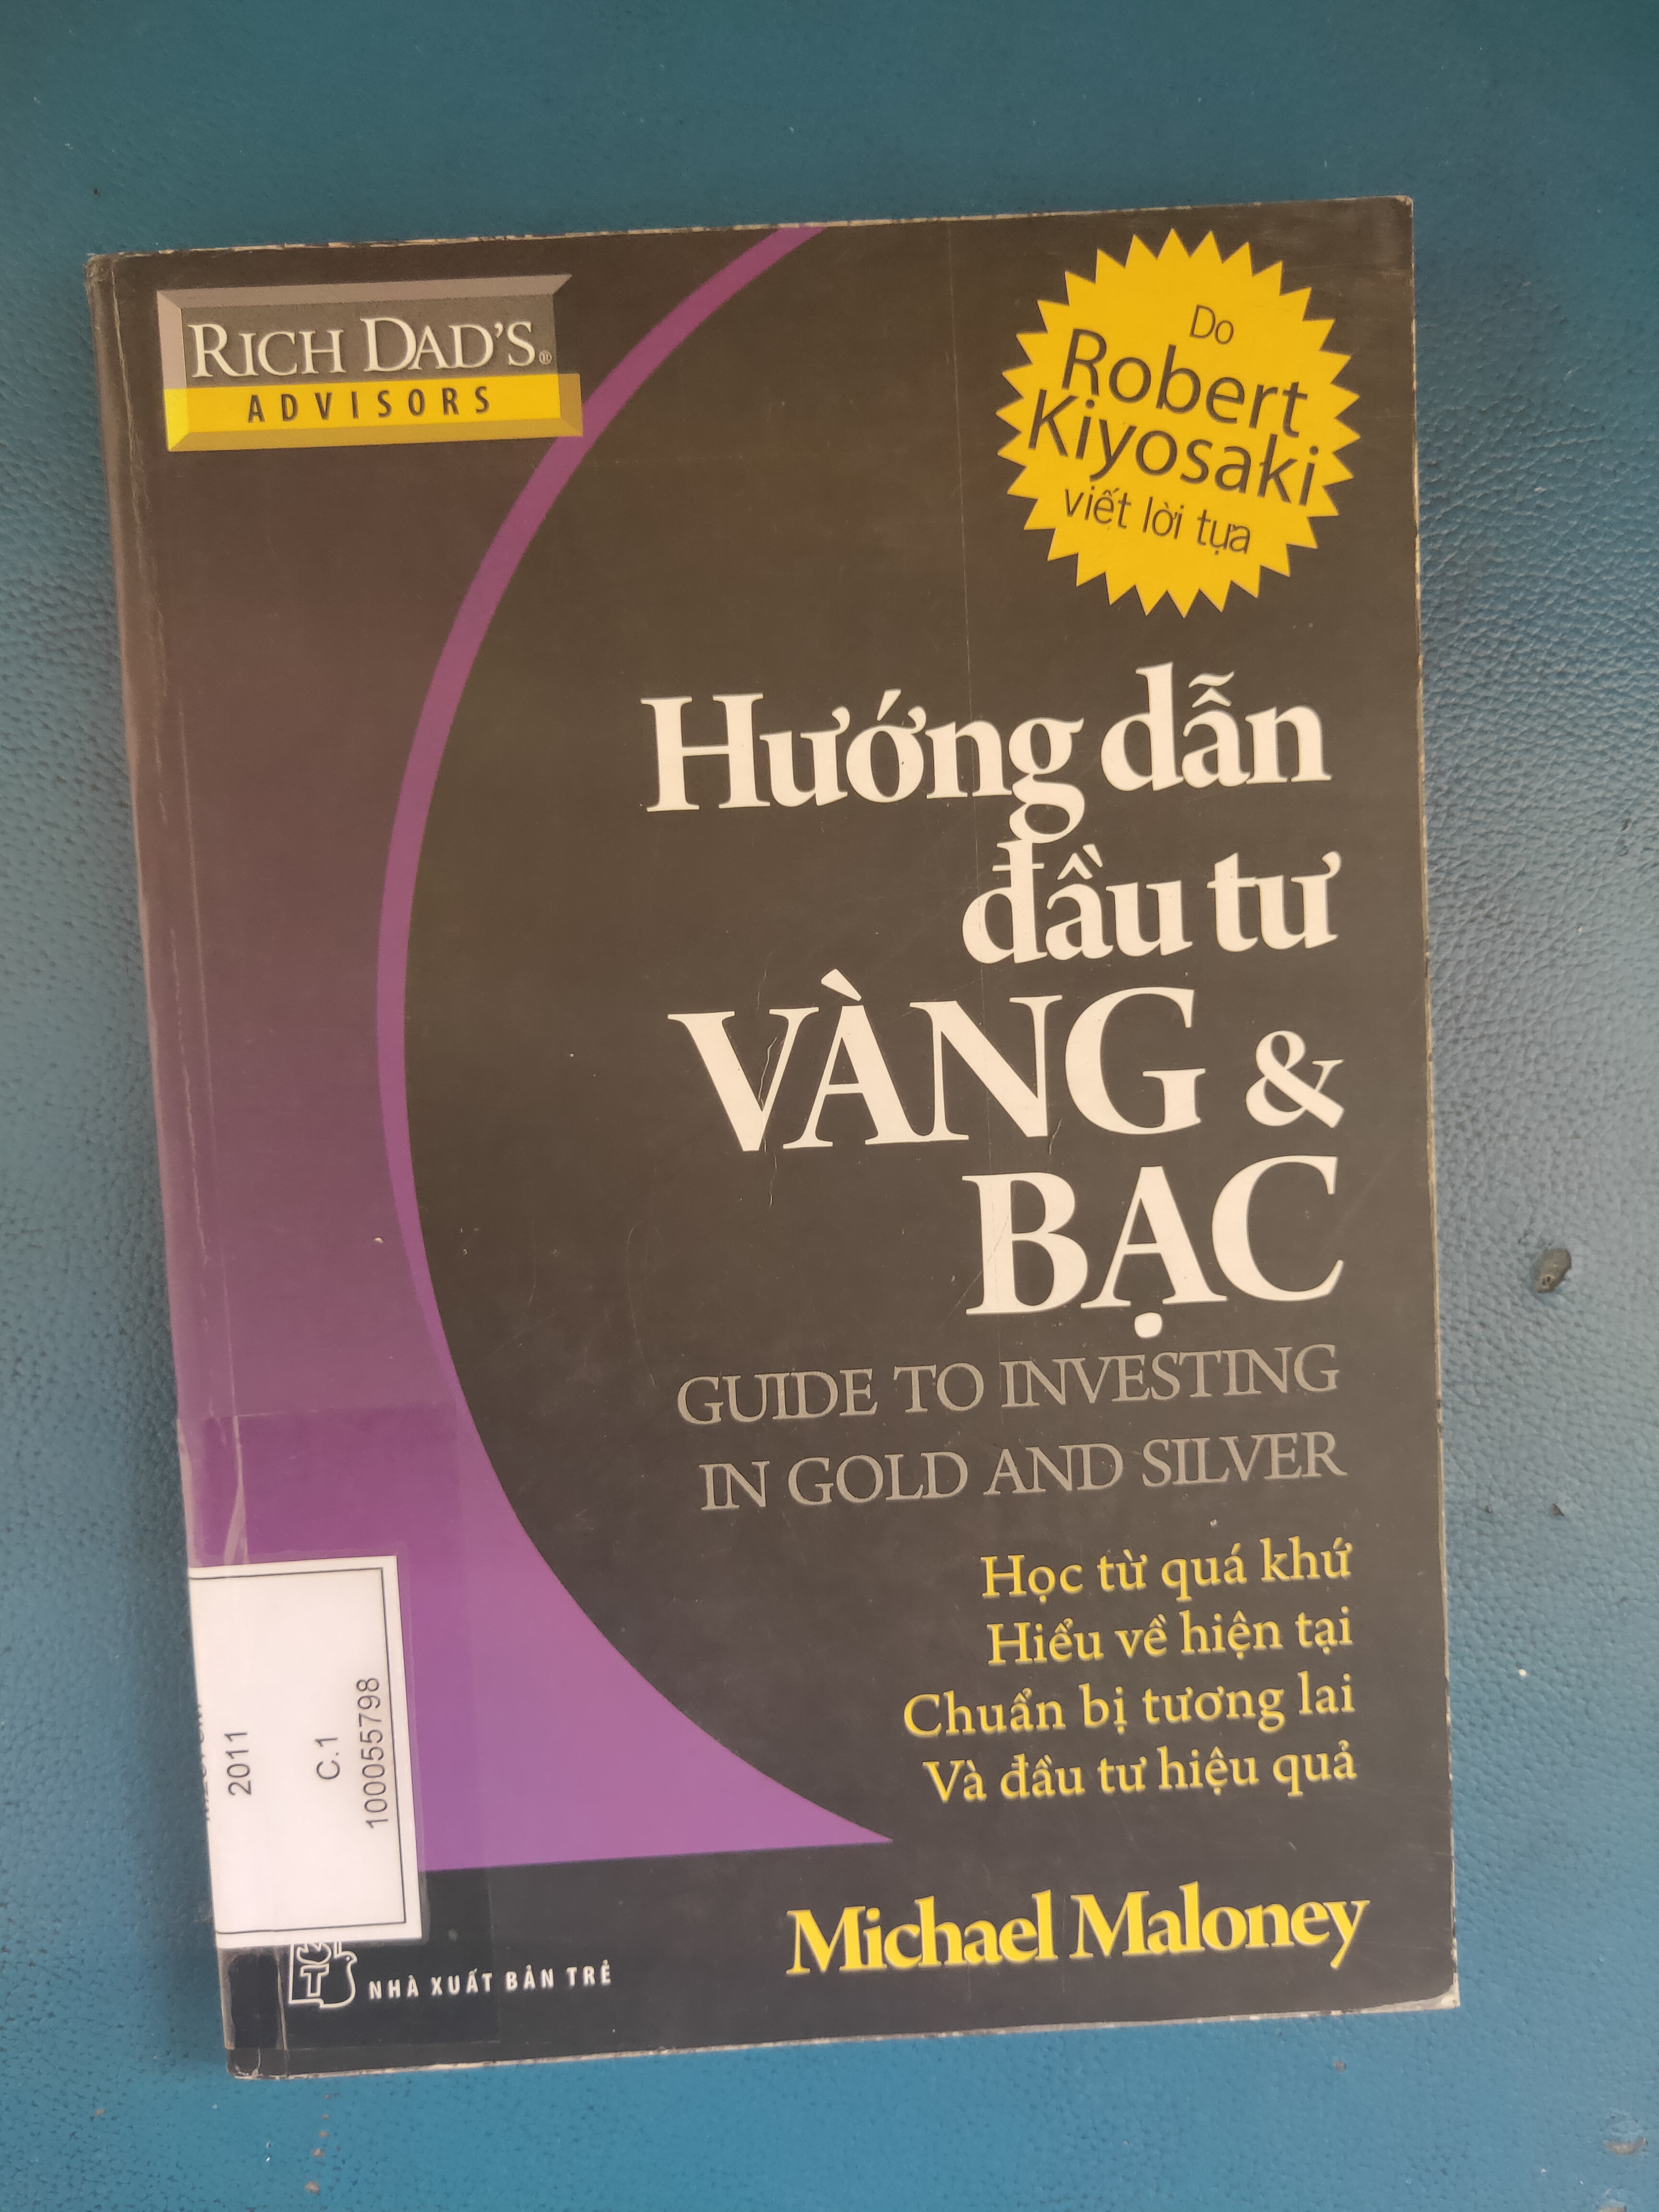 RICH DAD'S®
ADVISORS
Do
Robert
Kiyosaki
viết lời tựa
Hướng dẫn
đầu tư
VÀNG &
BẠC
GUIDE TO INVESTING
IN GOLD AND SILVER
Học từ quá khứ
Hiểu về hiện tại
Chuẩn bị tương lai
Và đầu tư hiệu quả
2011
C.1
100055798
Michael Maloney
NHÀ XUẤT BẢN TRẺ